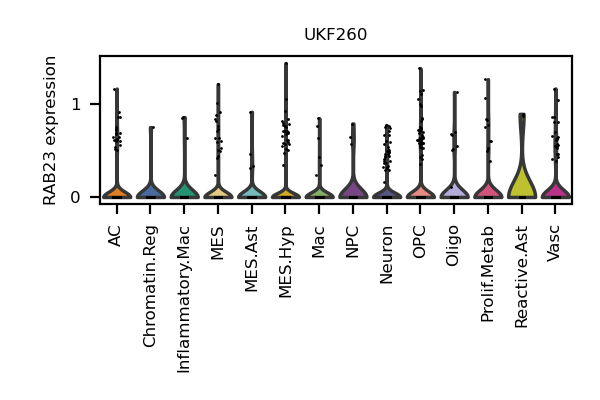 UKF260
RAB23 expression
1
0
AC
Chromatin.Reg
Inflammatory.Mac
MES
MES.Ast
MES.Hyp
Mac
NPC
Neuron
OPC
Oligo
Prolif.Metab
Reactive.Ast
Vasc